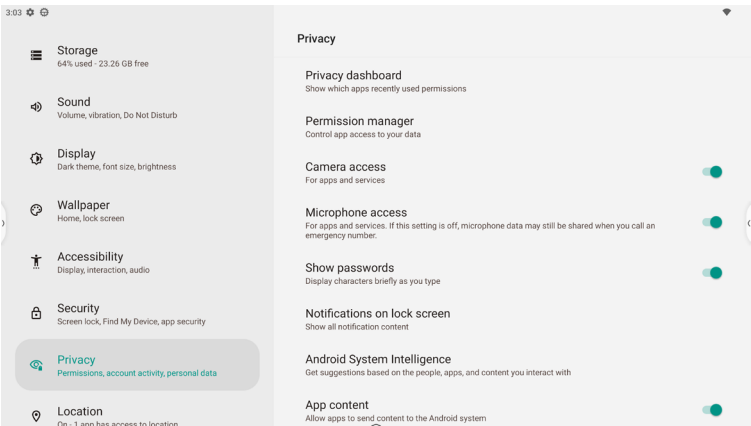 3:03
Storage
64% used - 23.26 GB free
Sound
Volume, vibration, Do Not Disturb
Display
Dark theme, font size, brightness
Wallpaper
Home, lock screen
Accessibility
Display, interaction, audio
Security
Screen lock, Find My Device, app security
Privacy
Permissions, account activity, personal data
Location
On - 1 app has access to location
Privacy
Privacy dashboard
Show which apps recently used permissions
Permission manager
Control app access to your data
Camera access
For apps and services
Microphone access
For apps and services. If this setting is off, microphone data may still be shared when you call an
emergency number.
Show passwords
Display characters briefly as you type
Notifications on lock screen
Show all notification content
Android System Intelligence
Get suggestions based on the people, apps, and content you interact with
App content
Allow apps to send content to the Android system